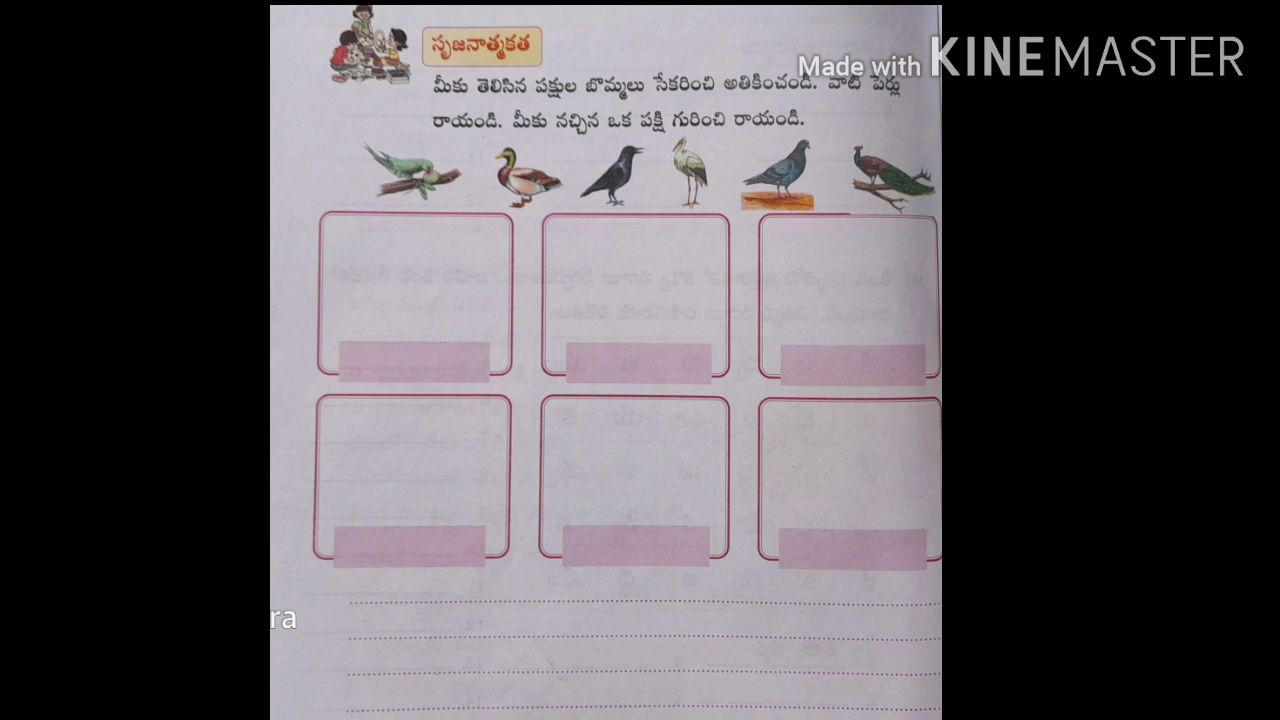 సృజనాత్మకత
Made with KINEMASTER
మీకు తెలిసిన పక్షుల బొమ్మలు సేకరించి అతికించండి. వాటి పేర్లు
రాయండి. మీకు నచ్చిన ఒక పక్షి గురించి రాయండి.
ra